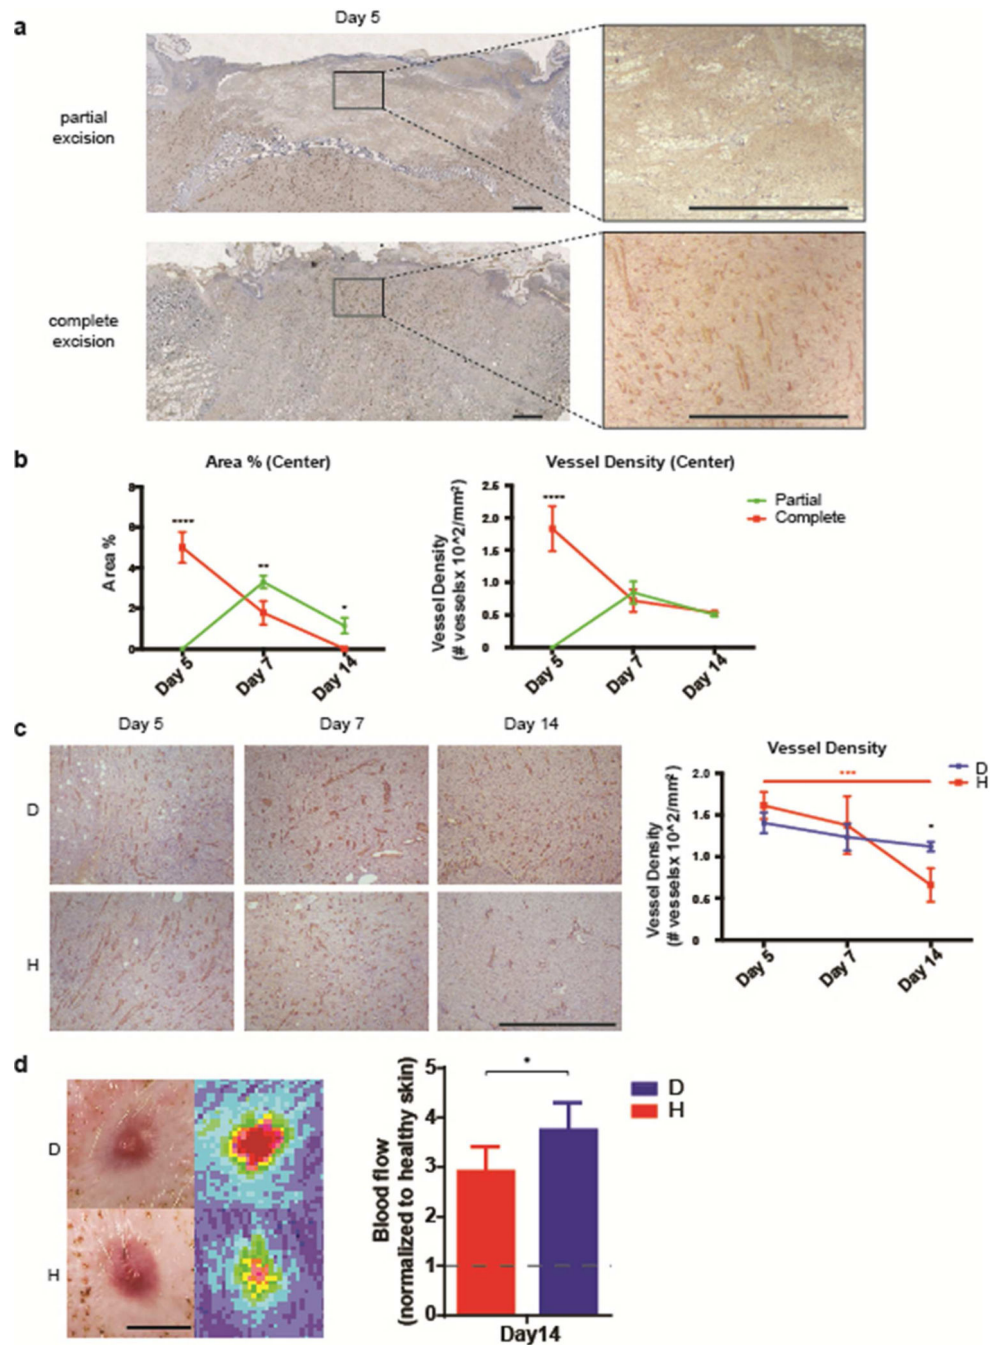 a
Day 5
partial
excision
complete
excision
b
Area % (Center)
Area %
8
6
4
2
0
****
**
*
Day 5
Day 7
Day 14
Vessel Density (Center)
Vessel Density
(# vesselsx 10^2/mm²)
2.5
2.0
1.5
1.0
0.5
0
****
Day 5
Day 7
Day 14
Partial
Complete
c
Day 5
Day 7
Day 14
D
H
Vessel Density
Vessel Density
(# vesselsx 10^2/mm²)
2.0
1.5
1.0
0.5
0
***
*
Day 5
Day 7
Day 14
D
H
d
D
H
Blood flow
(normalized to healthy skin)
5
4
3
2
1
0
*
Day14
D
H